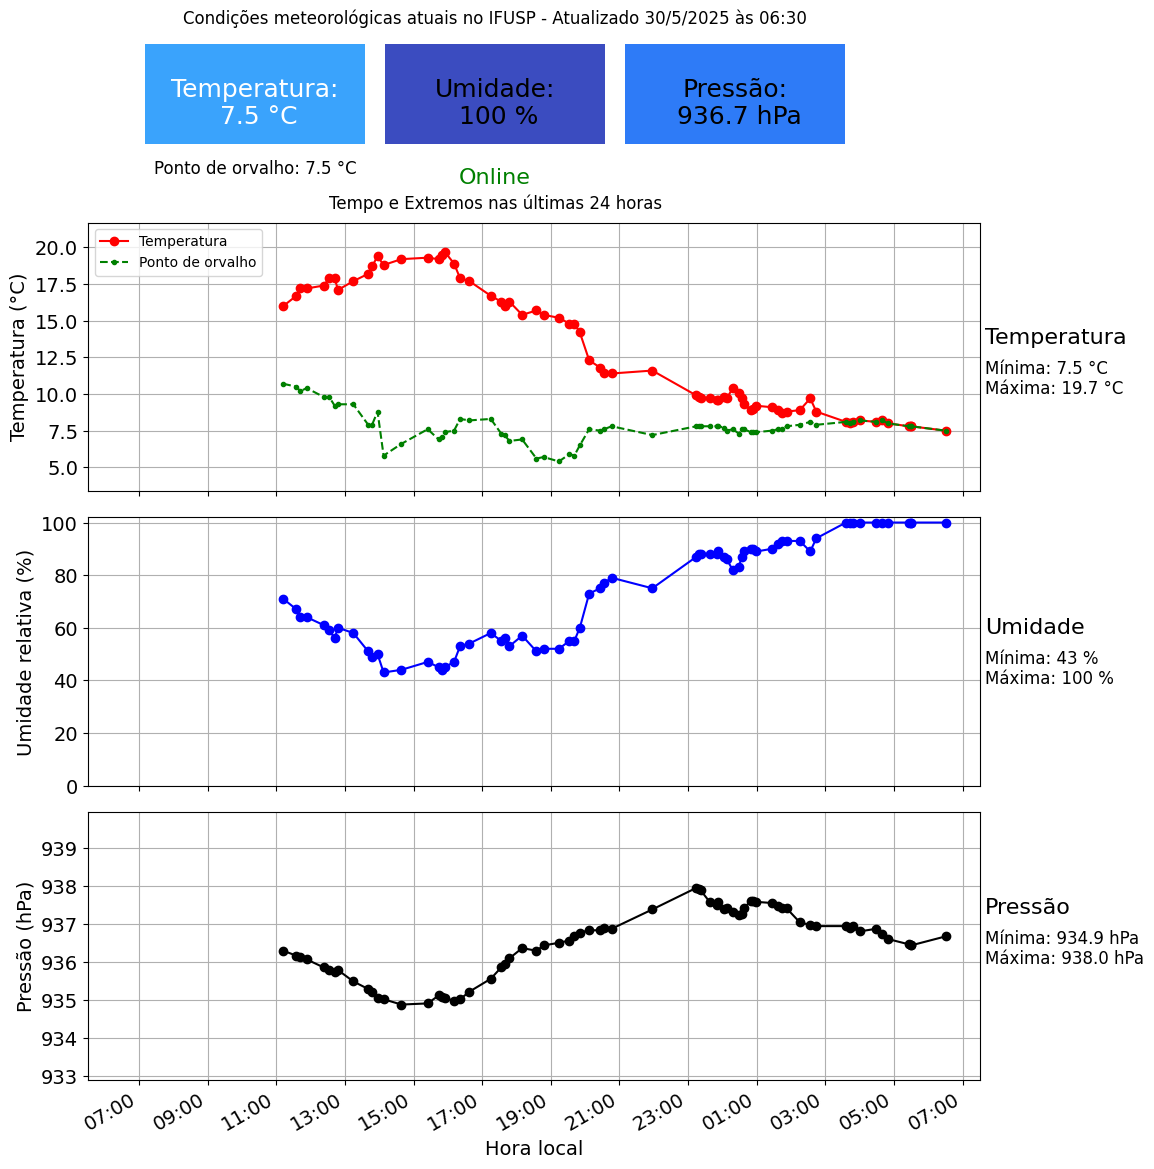 Condições meteorológicas atuais no IFUSP - Atualizado 30/5/2025 às 06:30
Temperatura:
7.5 °C
Umidade:
100 %
Pressão:
936.7 hPa
Ponto de orvalho: 7.5 °C
Online
Tempo e Extremos nas últimas 24 horas
Temperatura
Ponto de orvalho
Temperatura (°C)
20.0
17.5
15.0
12.5
10.0
7.5
5.0
Temperatura
Mínima: 7.5 °C
Máxima: 19.7 °C
Umidade relativa (%)
100
80
60
40
20
0
Umidade
Mínima: 43 %
Máxima: 100 %
Pressão (hPa)
939
938
937
936
935
934
933
Pressão
Mínima: 934.9 hPa
Máxima: 938.0 hPa
07:00 09:00 11:00 13:00 15:00 17:00 19:00 21:00 23:00 01:00 03:00 05:00 07:00
Hora local